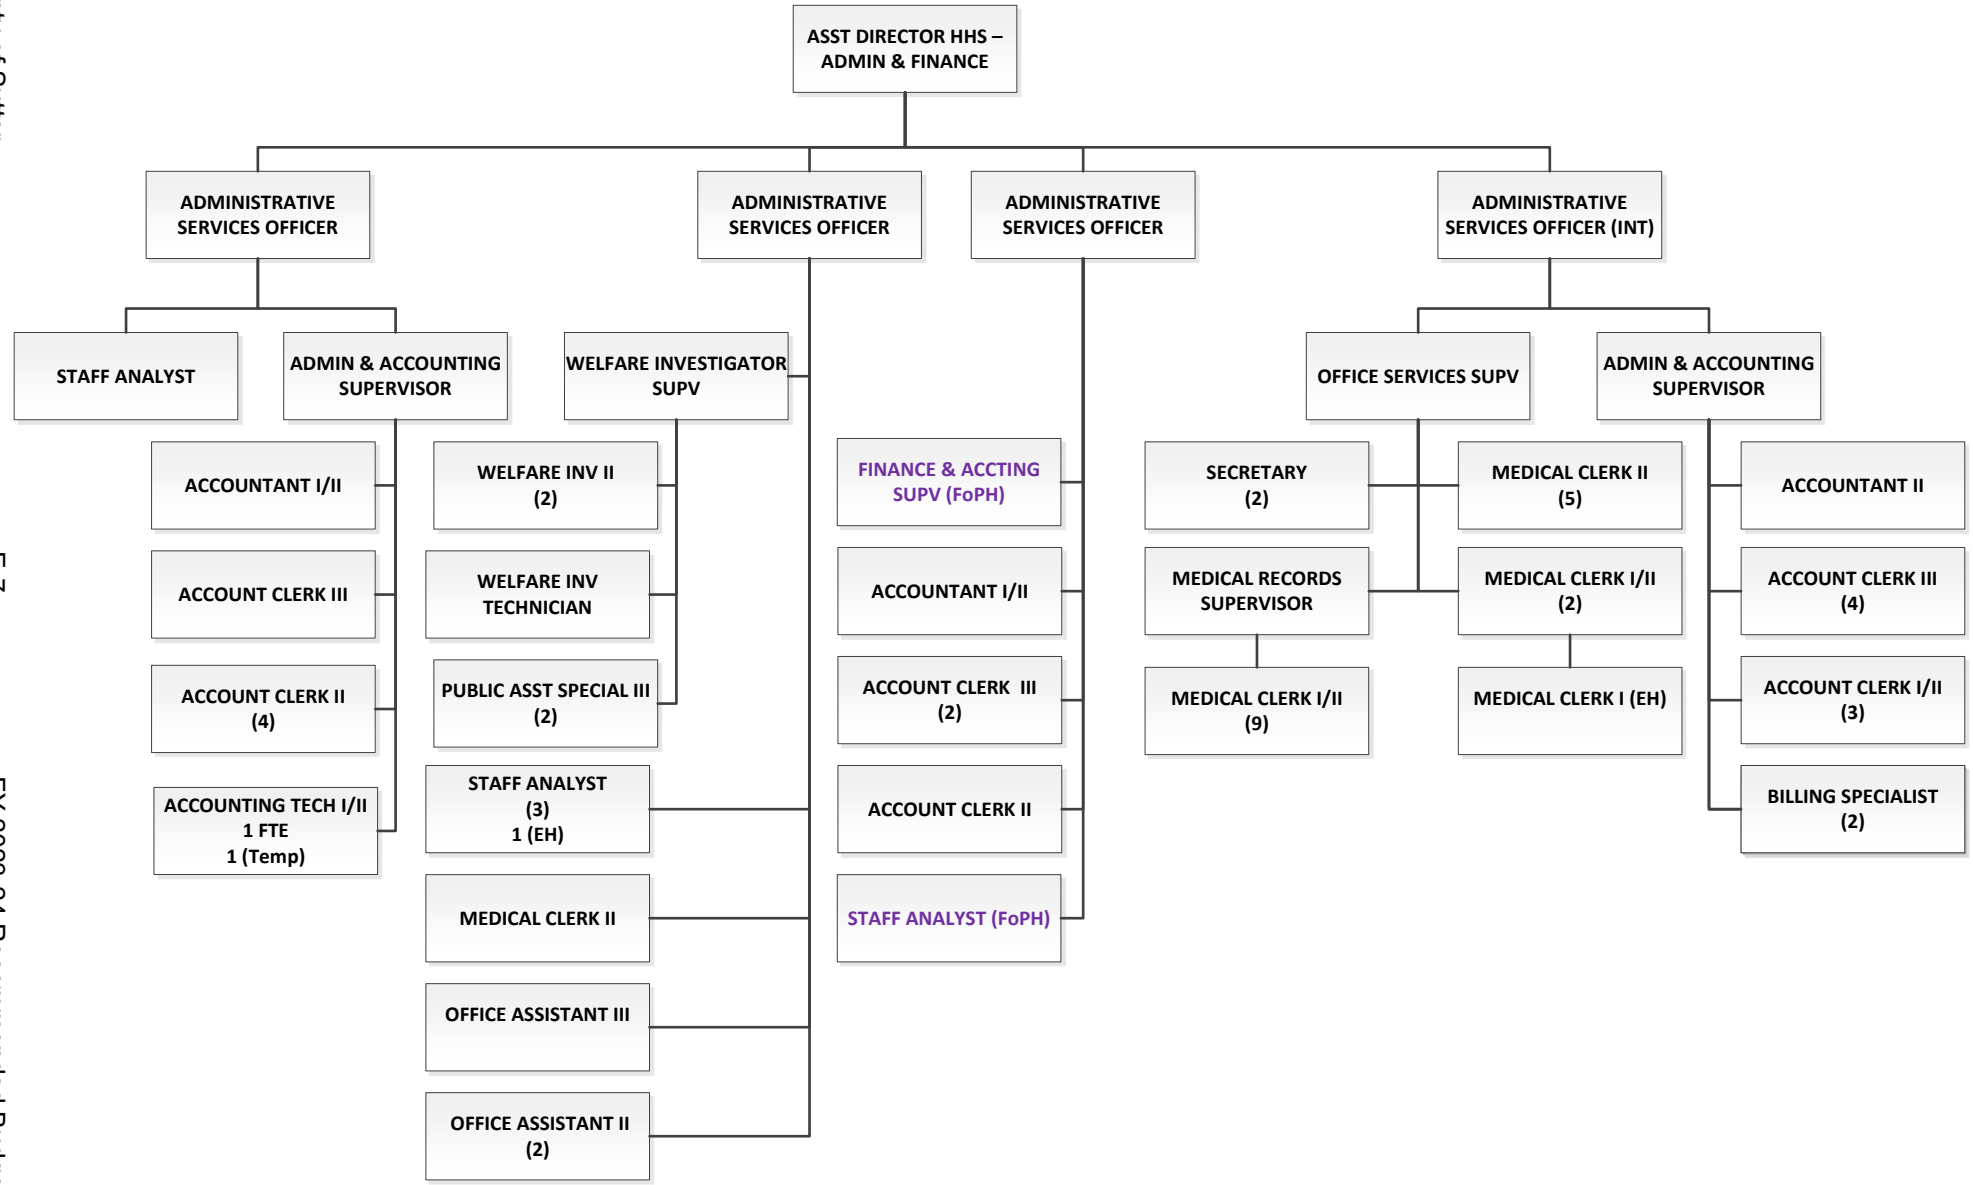 ASST DIRECTOR HHS –
ADMIN & FINANCE
ADMINISTRATIVE
SERVICES OFFICER
ADMINISTRATIVE
SERVICES OFFICER
ADMINISTRATIVE
SERVICES OFFICER
ADMINISTRATIVE
SERVICES OFFICER (INT)
STAFF ANALYST
ADMIN & ACCOUNTING
SUPERVISOR
WELFARE INVESTIGATOR
SUPV
OFFICE SERVICES SUPV
ADMIN & ACCOUNTING
SUPERVISOR
ACCOUNTANT I/II
ACCOUNT CLERK III
ACCOUNT CLERK II
(4)
ACCOUNTING TECH I/II
1 FTE
1 (Temp)
WELFARE INV II
(2)
WELFARE INV
TECHNICIAN
PUBLIC ASST SPECIAL III
(2)
STAFF ANALYST
(3)
1 (EH)
MEDICAL CLERK II
OFFICE ASSISTANT III
OFFICE ASSISTANT II
(2)
FINANCE & ACCTING
SUPV (FoPH)
ACCOUNTANT I/II
ACCOUNT CLERK  III
(2)
ACCOUNT CLERK II
STAFF ANALYST (FoPH)
SECRETARY
(2)
MEDICAL RECORDS
SUPERVISOR
MEDICAL CLERK I/II
(9)
MEDICAL CLERK II
(5)
MEDICAL CLERK I/II
(2)
MEDICAL CLERK I (EH)
ACCOUNTANT II
ACCOUNT CLERK III
(4)
ACCOUNT CLERK I/II
(3)
BILLING SPECIALIST
(2)